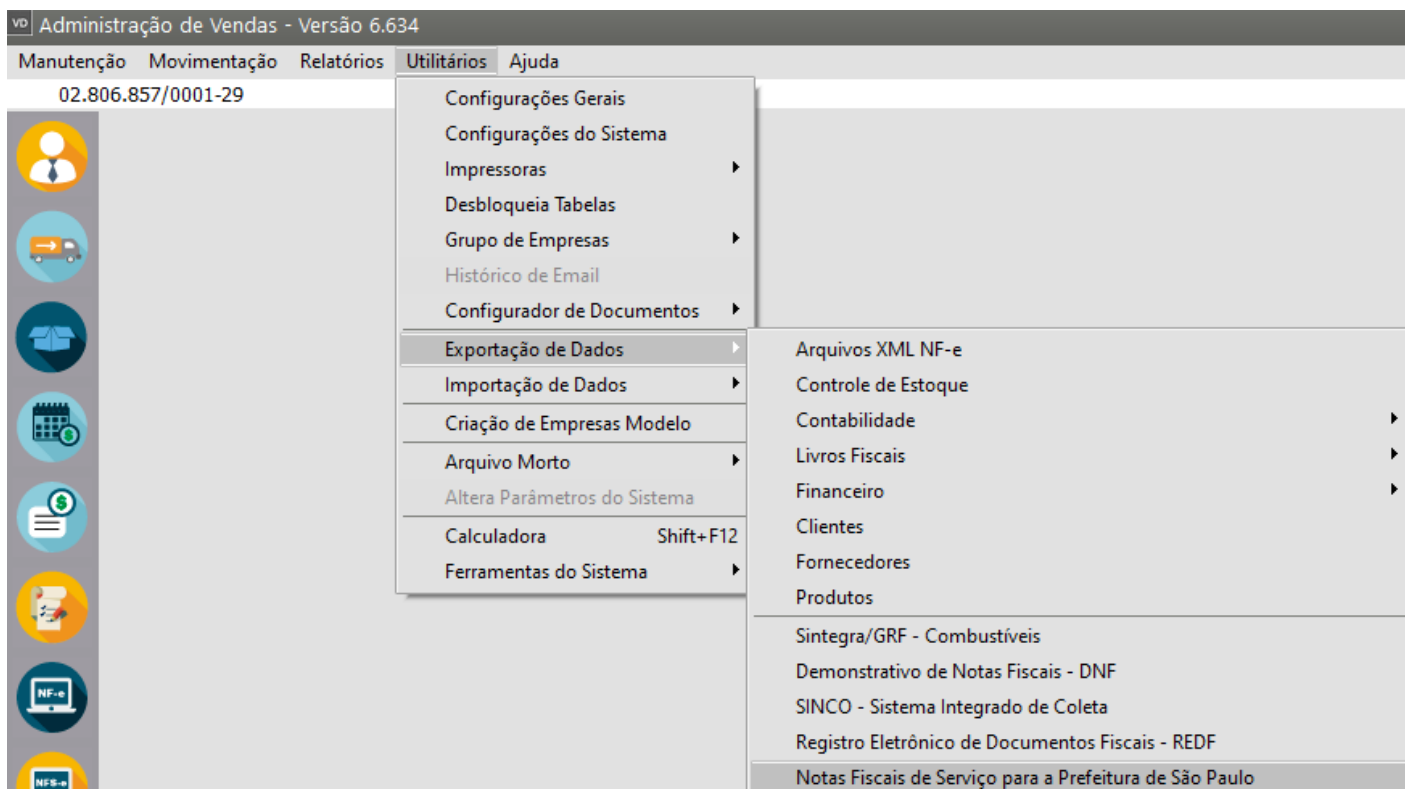 VD Administração de Vendas - Versão 6.634
Manutenção Movimentação Relatórios Utilitários Ajuda
02.806.857/0001-29
Configurações Gerais
Configurações do Sistema
Impressoras
Desbloqueia Tabelas
Grupo de Empresas
Histórico de Email
Configurador de Documentos
Exportação de Dados
Importação de Dados
Criação de Empresas Modelo
Arquivo Morto
Altera Parâmetros do Sistema
Calculadora Shift+F12
Ferramentas do Sistema
Arquivos XML NF-e
Controle de Estoque
Contabilidade
Livros Fiscais
Financeiro
Clientes
Fornecedores
Produtos
Sintegra/GRF - Combustíveis
Demonstrativo de Notas Fiscais - DNF
SINCO - Sistema Integrado de Coleta
Registro Eletrônico de Documentos Fiscais - REDF
Notas Fiscais de Serviço para a Prefeitura de São Paulo
$
$
NF-e
NFS-e